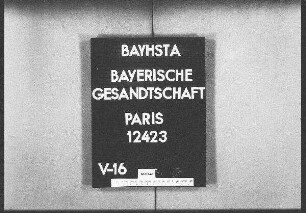 BAYHSTA
BAYERISCHE
GESANDTSCHAFT
PARIS
12423
V-16